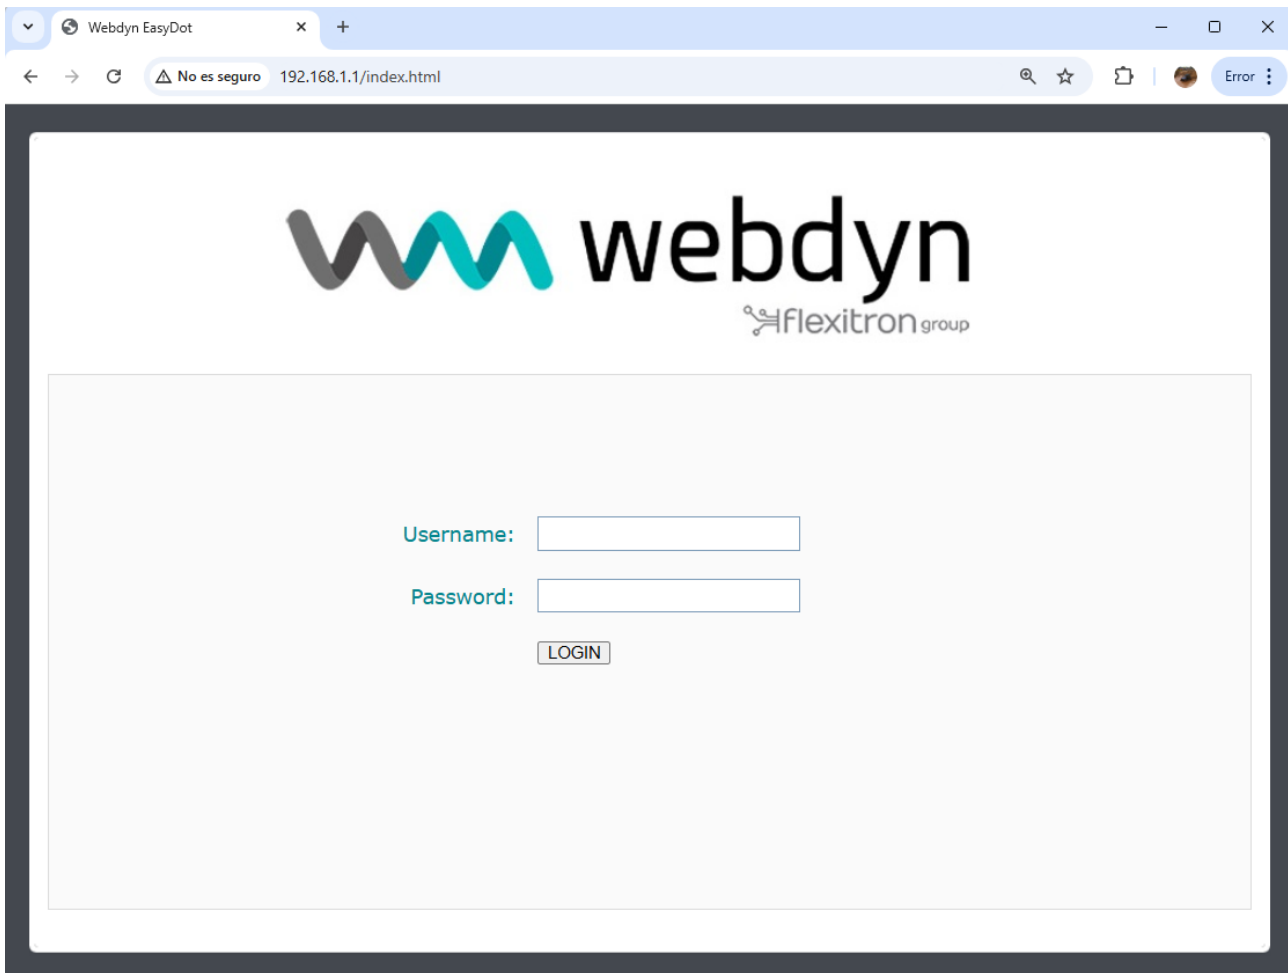 Webdyn EasyDot
No es seguro 192.168.1.1/index.html Error
webdyn
flexitron group
Username:
Password:
LOGIN